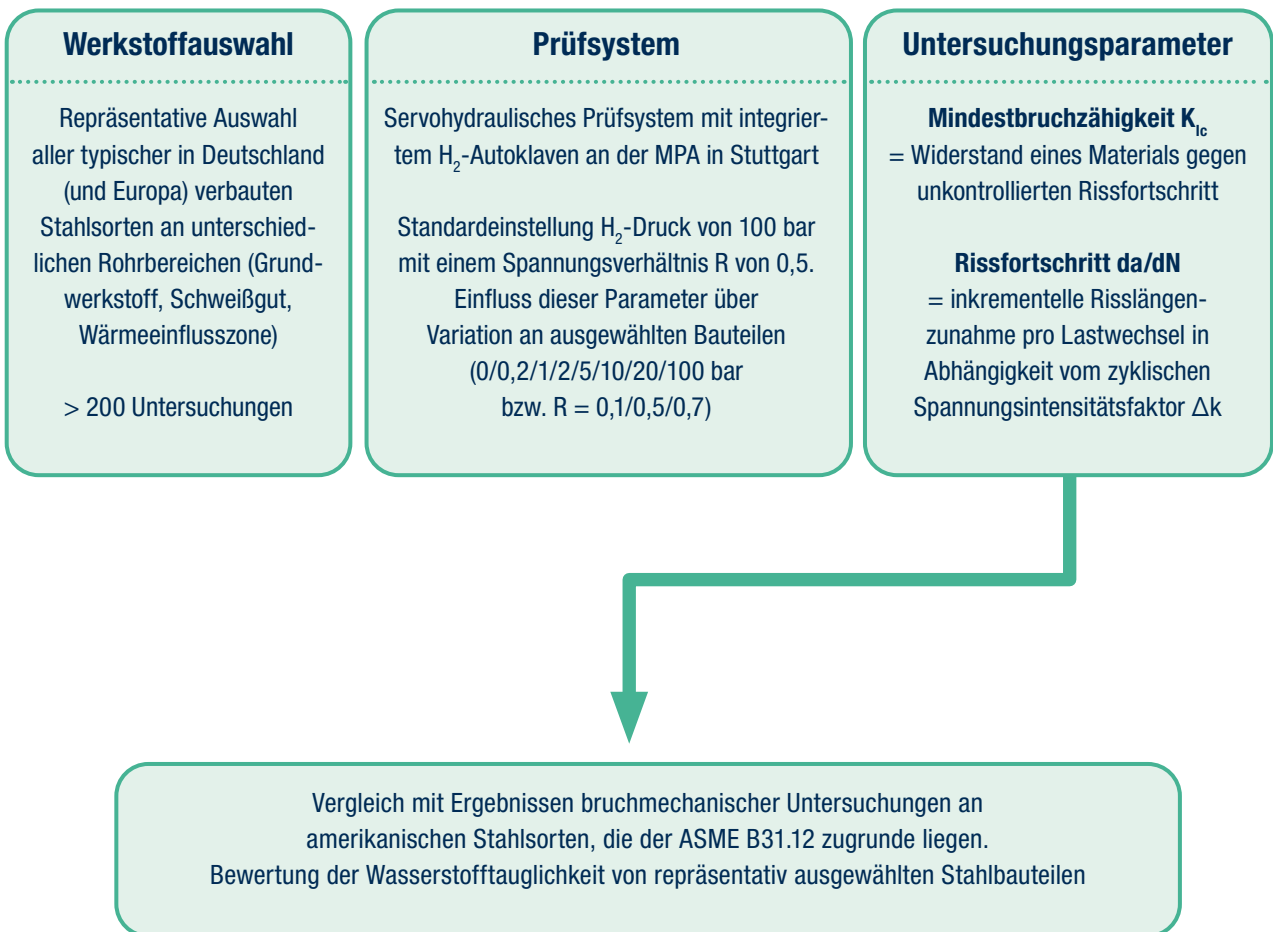 Werkstoffauswahl
Repräsentative Auswahl
aller typischer in Deutschland
(und Europa) verbauten
Stahlsorten an unterschied-
lichen Rohrbereichen (Grund-
werkstoff, Schweißgut,
Wärmeeinflusszone)
> 200 Untersuchungen
Prüfsystem
Servohydraulisches Prüfsystem mit integrier-
tem H₂-Autoklaven an der MPA in Stuttgart
Standardeinstellung H₂-Druck von 100 bar
mit einem Spannungsverhältnis R von 0,5.
Einfluss dieser Parameter über
Variation an ausgewählten Bauteilen
(0/0,2/1/2/5/10/20/100 bar
bzw. R = 0,1/0,5/0,7)
Untersuchungsparameter
Mindestbruchzähigkeit K_Ic
= Widerstand eines Materials gegen
unkontrollierten Rissfortschritt
Rissfortschritt da/dN
= inkrementelle Risslängen-
zunahme pro Lastwechsel in
Abhängigkeit vom zyklischen
Spannungsintensitätsfaktor Δk
Vergleich mit Ergebnissen bruchmechanischer Untersuchungen an
amerikanischen Stahlsorten, die der ASME B31.12 zugrunde liegen.
Bewertung der Wasserstofftauglichkeit von repräsentativ ausgewählten Stahlbauteilen